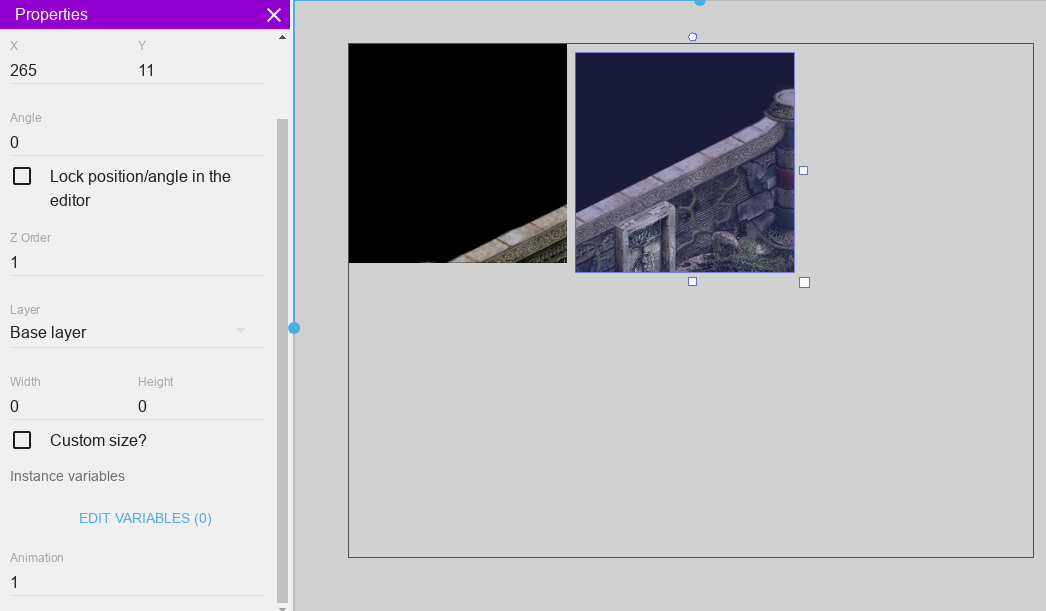 Properties
X Y
265 11
Angle
0
Lock position/angle in the
editor
Z Order
1
Layer
Base layer
Width Height
0 0
Custom size?
Instance variables
EDIT VARIABLES (0)
Animation
1